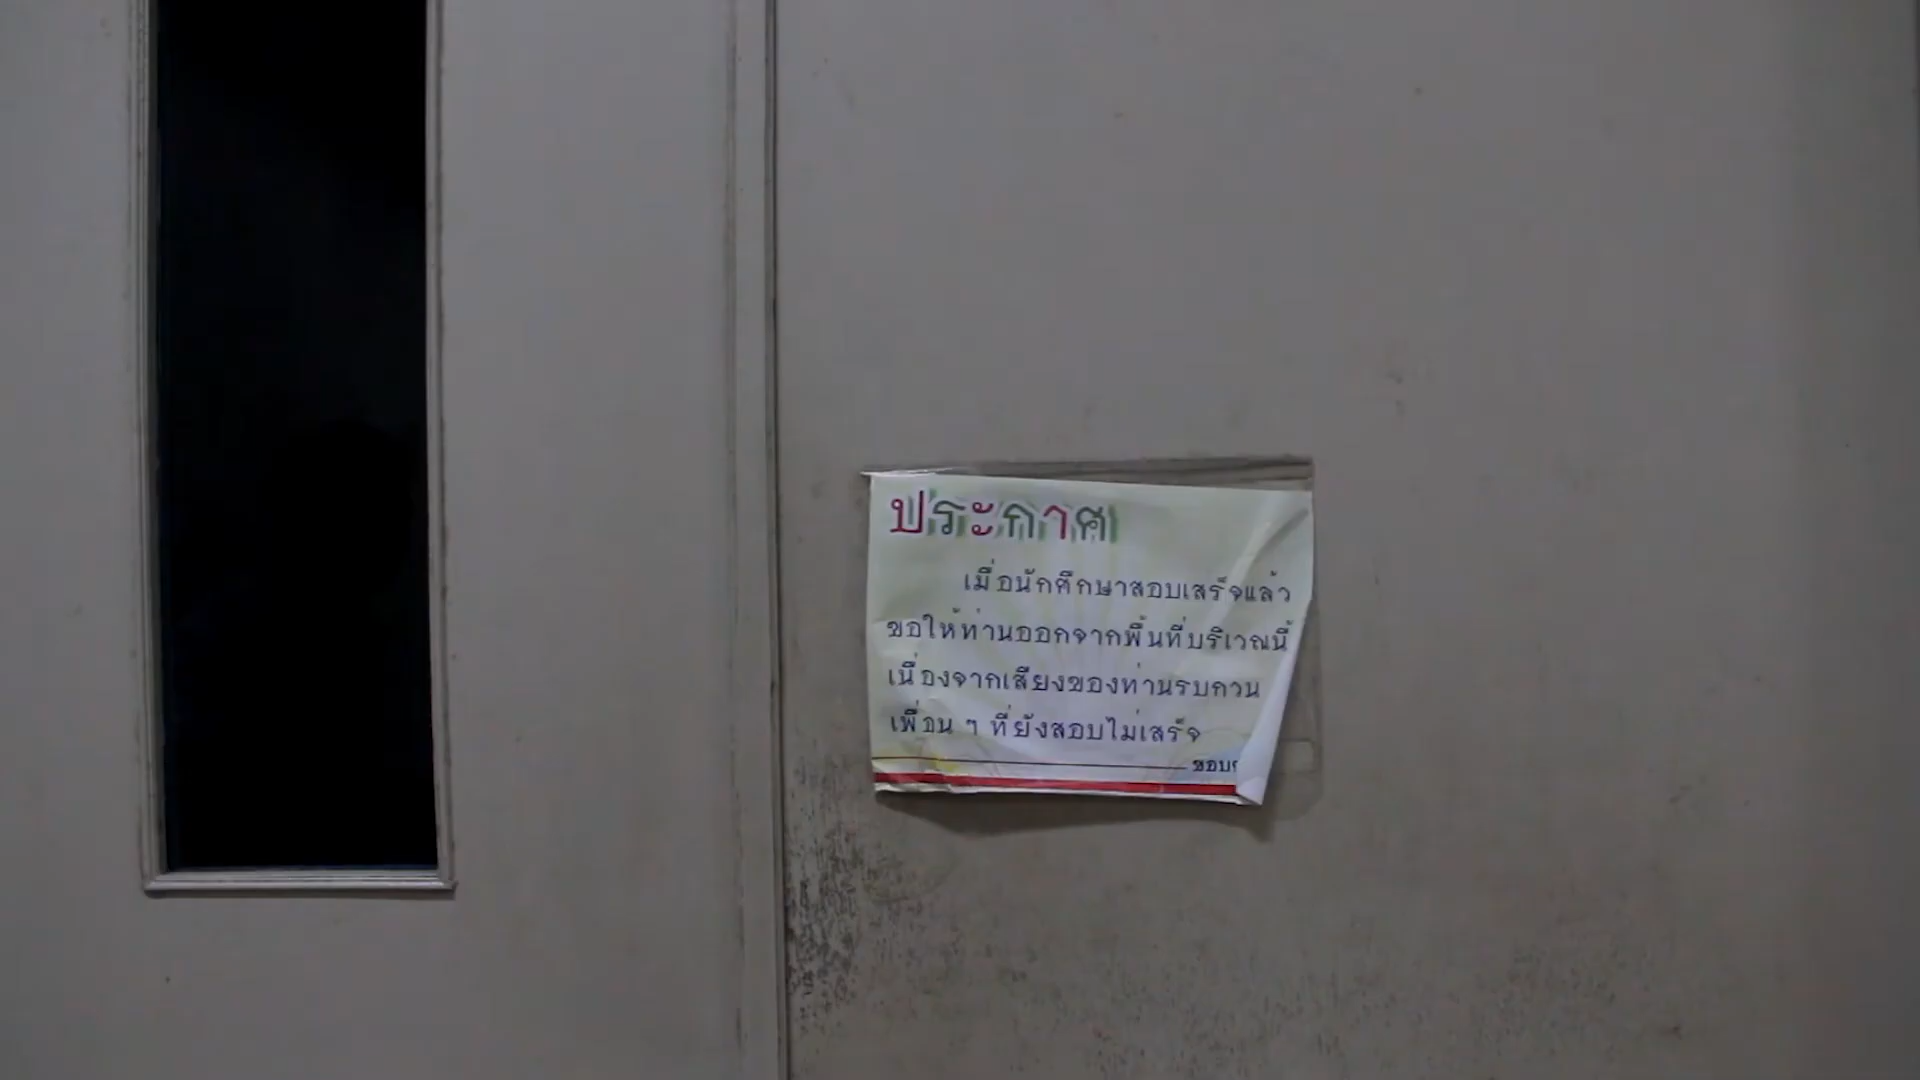 ประกาศ
เมื่อนักศึกษาสอบเสร็จแล้ว
ขอให้ท่านออกจากพื้นที่บริเวณนี้
เนื่องจากเสียงของท่านรบกวน
เพื่อน ๆ ที่ยังสอบไม่เสร็จ